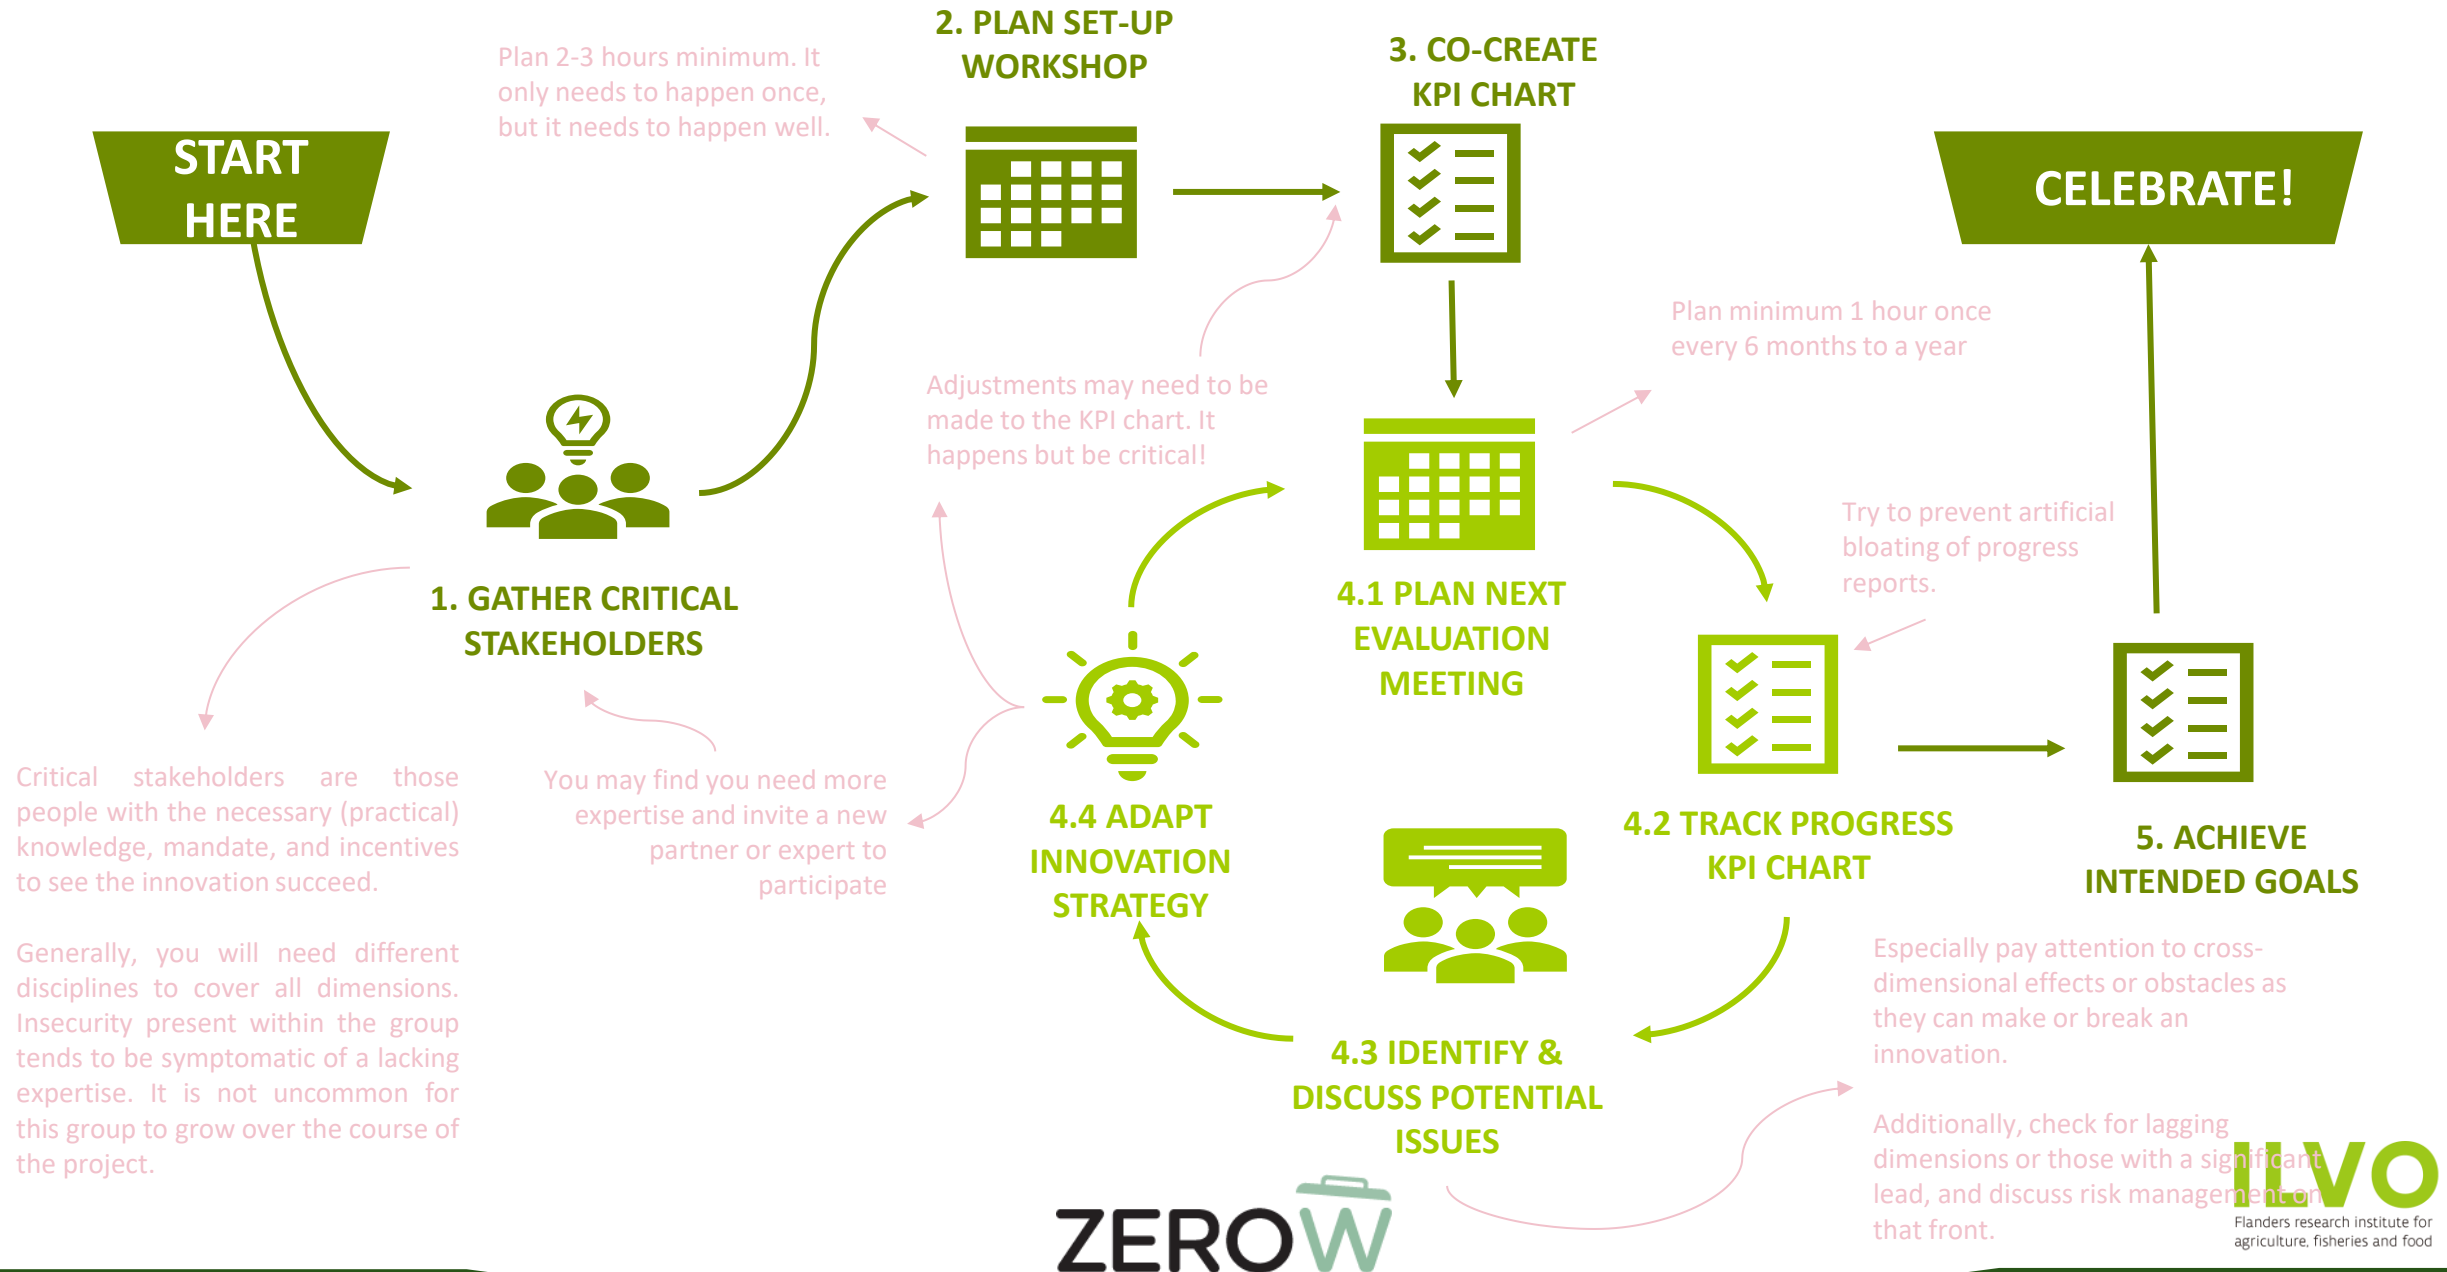 START
HERE
Plan 2-3 hours minimum. It
only needs to happen once,
but it needs to happen well.
2. PLAN SET-UP
WORKSHOP
3. CO-CREATE
KPI CHART
CELEBRATE!
1. GATHER CRITICAL
STAKEHOLDERS
Critical stakeholders are those
people with the necessary (practical)
knowledge, mandate, and incentives
to see the innovation succeed.
Generally, you will need different
disciplines to cover all dimensions.
Insecurity present within the group
tends to be symptomatic of a lacking
expertise. It is not uncommon for
this group to grow over the course of
the project.
You may find you need more
expertise and invite a new
partner or expert to
participate
Adjustments may need to be
made to the KPI chart. It
happens but be critical!
Plan minimum 1 hour once
every 6 months to a year
4.1 PLAN NEXT
EVALUATION
MEETING
Try to prevent artificial
bloating of progress
reports.
4.2 TRACK PROGRESS
KPI CHART
4.3 IDENTIFY &
DISCUSS POTENTIAL
ISSUES
4.4 ADAPT
INNOVATION
STRATEGY
5. ACHIEVE
INTENDED GOALS
Especially pay attention to cross-
dimensional effects or obstacles as
they can make or break an
innovation.
Additionally, check for lagging
dimensions or those with a significant
lead, and discuss risk management on
that front.
ZEROW
ILVO
Flanders research institute for
agriculture, fisheries and food